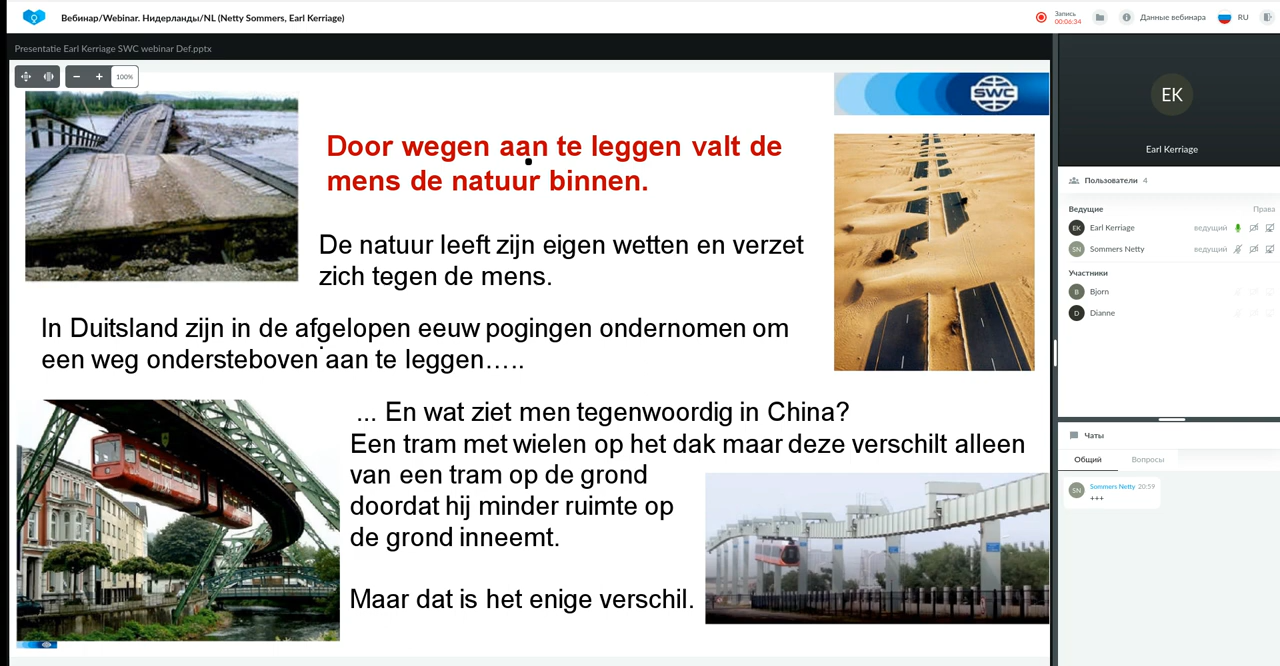 Вебинар/Webinar. Нидерланды/NL (Netty Sommers, Earl Kerriage)
Запись
00:06:34
Данные вебинара
RU
Presentatie Earl Kerriage SWC webinar Def.pptx
100%
SWC
Door wegen aan te leggen valt de
mens de natuur binnen.
De natuur leeft zijn eigen wetten en verzet
zich tegen de mens.
In Duitsland zijn in de afgelopen eeuw pogingen ondernomen om
een weg ondersteboven aan te leggen…..
... En wat ziet men tegenwoordig in China?
Een tram met wielen op het dak maar deze verschilt alleen
van een tram op de grond
doordat hij minder ruimte op
de grond inneemt.
Maar dat is het enige verschil.
EK
Earl Kerriage
Пользователи 4
Ведущие Права
EK Earl Kerriage ведущий
SN Sommers Netty ведущий
Участники
B Bjorn
D Dianne
Чаты
Общий Вопросы
SN Sommers Netty 20:59
+++